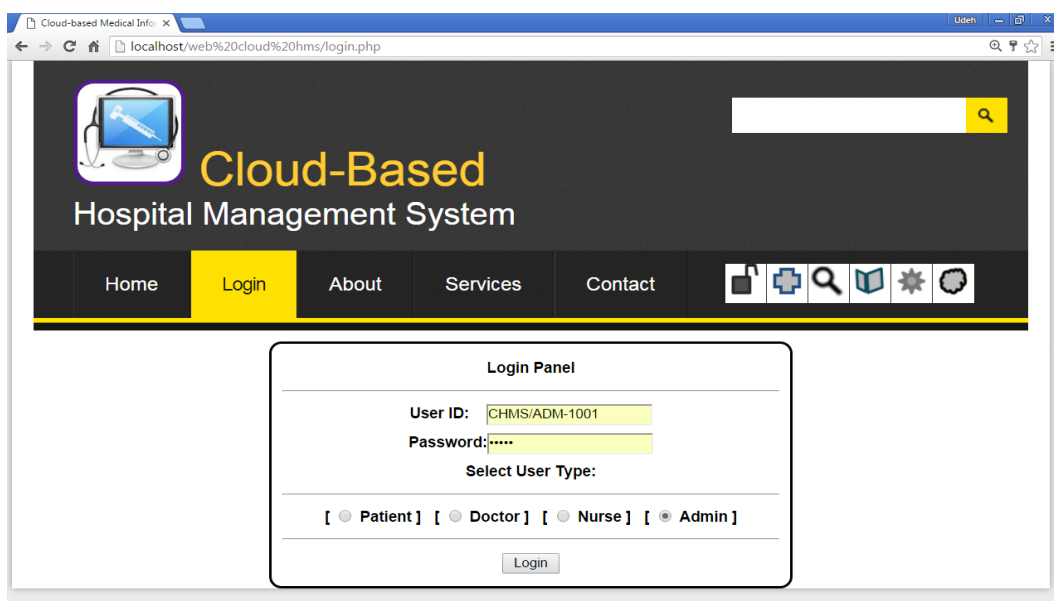 Cloud-based Medical Infor
Udeh
localhost/web%20cloud%20hms/login.php
Cloud-Based
Hospital Management System
Home Login About Services Contact
Login Panel
User ID: CHMS/ADM-1001
Password: •••••
Select User Type:
[ Patient ] [ Doctor ] [ Nurse ] [ Admin ]
Login